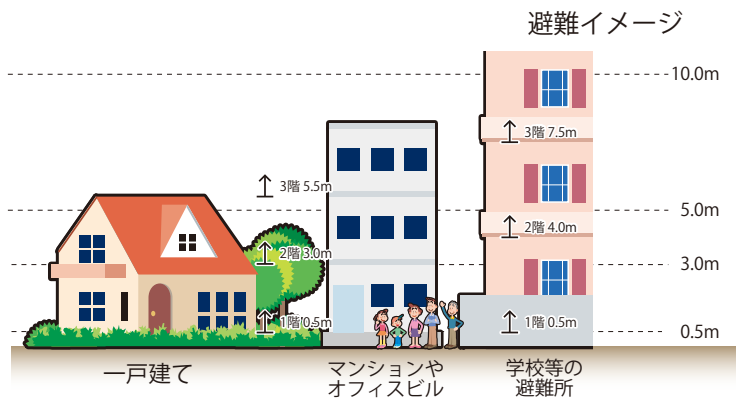 避難イメージ
10.0m
3階 7.5m
3階 5.5m
5.0m
2階 4.0m
2階 3.0m
3.0m
1階 0.5m
1階 0.5m
0.5m
一戸建て
マンションや
オフィスビル
学校等の
避難所